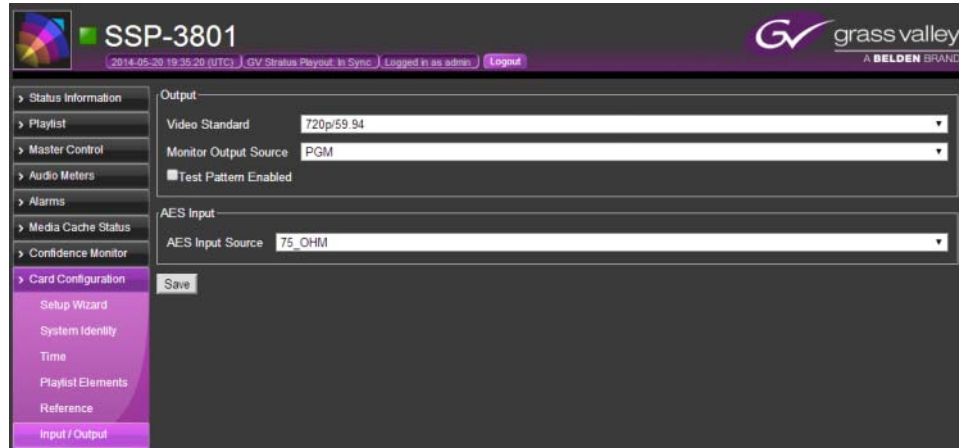 SSP-3801
2014-05-20 19:35:20 (UTC) GV Stratus Playout: In Sync Logged in as admin Logout
GV grass valley
A BELDEN BRAND
Status Information
Playlist
Master Control
Audio Meters
Alarms
Media Cache Status
Confidence Monitor
Card Configuration
Setup Wizard
System Identity
Time
Playlist Elements
Reference
Input / Output
Output
Video Standard 720p/59.94
Monitor Output Source PGM
Test Pattern Enabled
AES Input
AES Input Source 75_OHM
Save